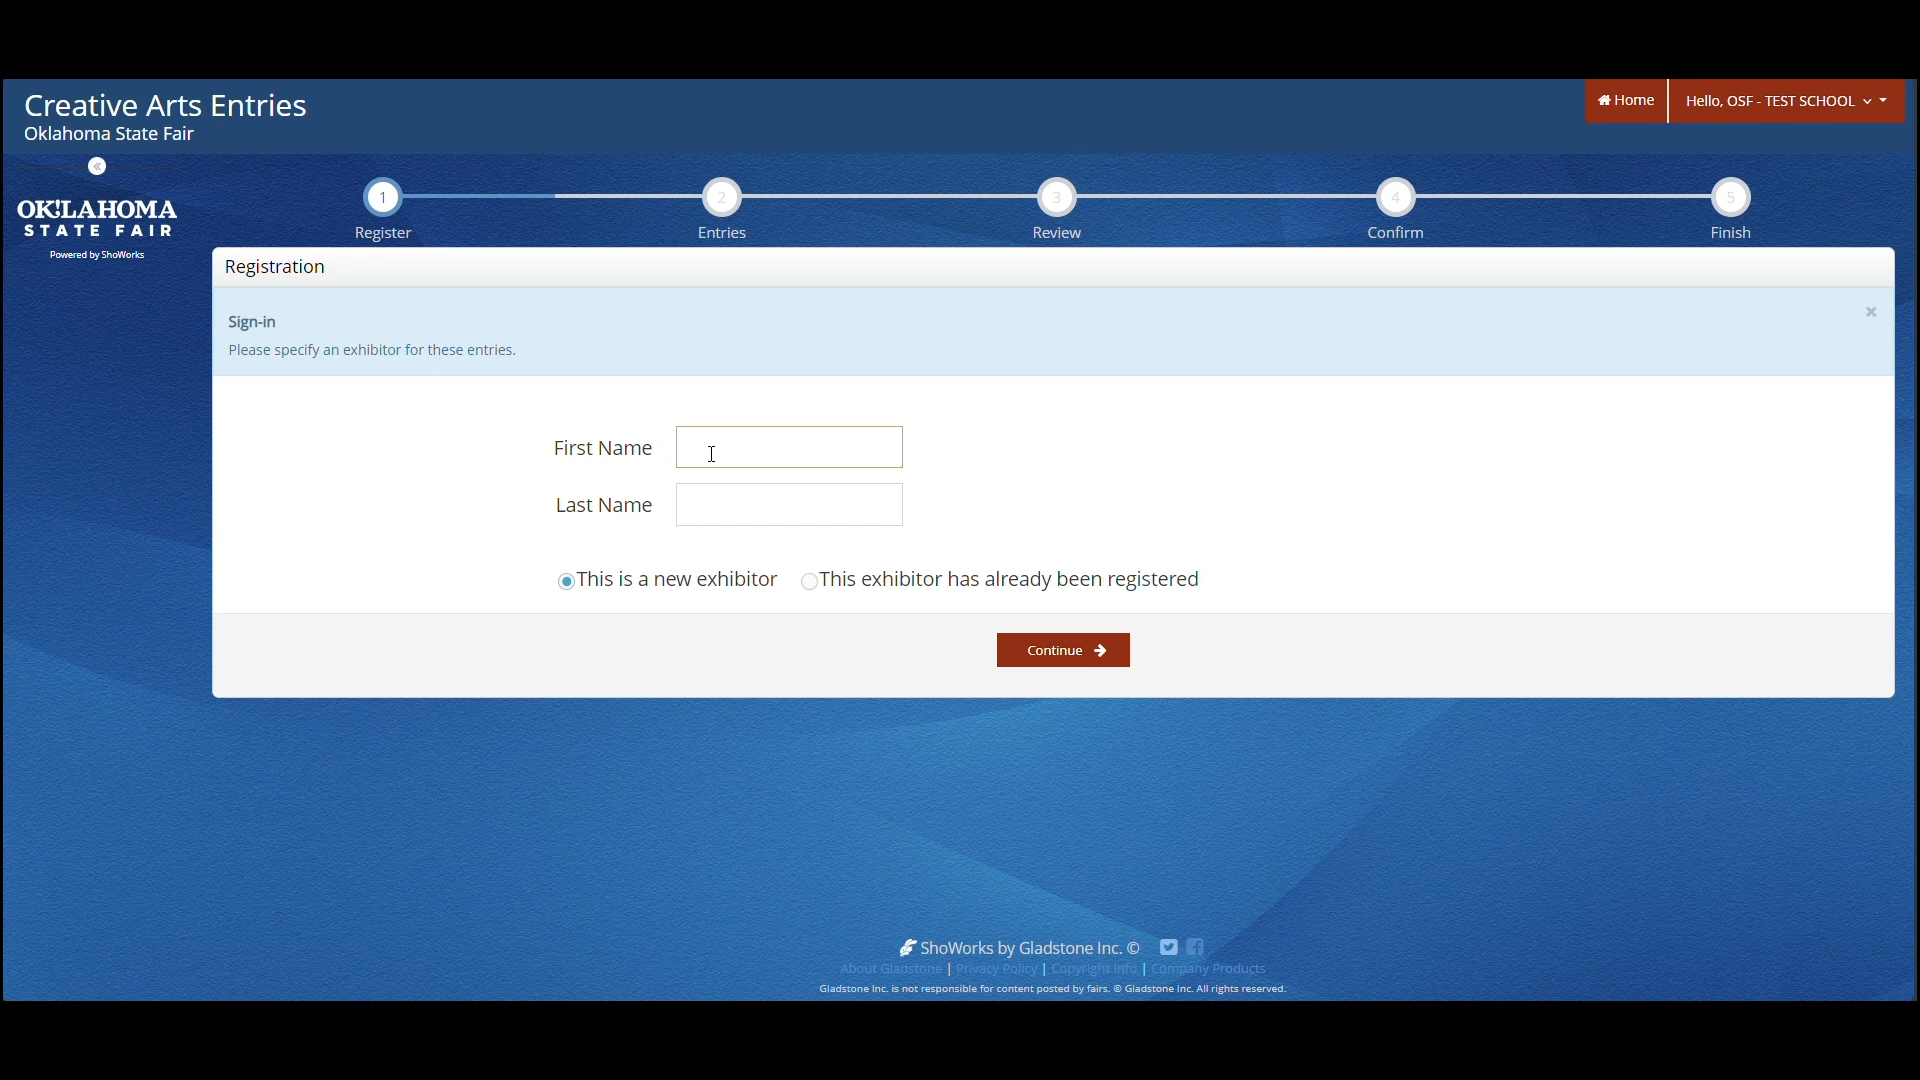 Creative Arts Entries
Oklahoma State Fair
Home
Hello, OSF - TEST SCHOOL
OK!LAHOMA
STATE FAIR
Powered by ShoWorks
1
2
3
4
5
Register
Entries
Review
Confirm
Finish
Registration
Sign-in
Please specify an exhibitor for these entries.
First Name
Last Name
This is a new exhibitor
This exhibitor has already been registered
Continue
ShoWorks by Gladstone Inc. ©
About Gladstone | Privacy Policy | Copyright Info | Company Products
Gladstone Inc. is not responsible for content posted by fairs. © Gladstone Inc. All rights reserved.